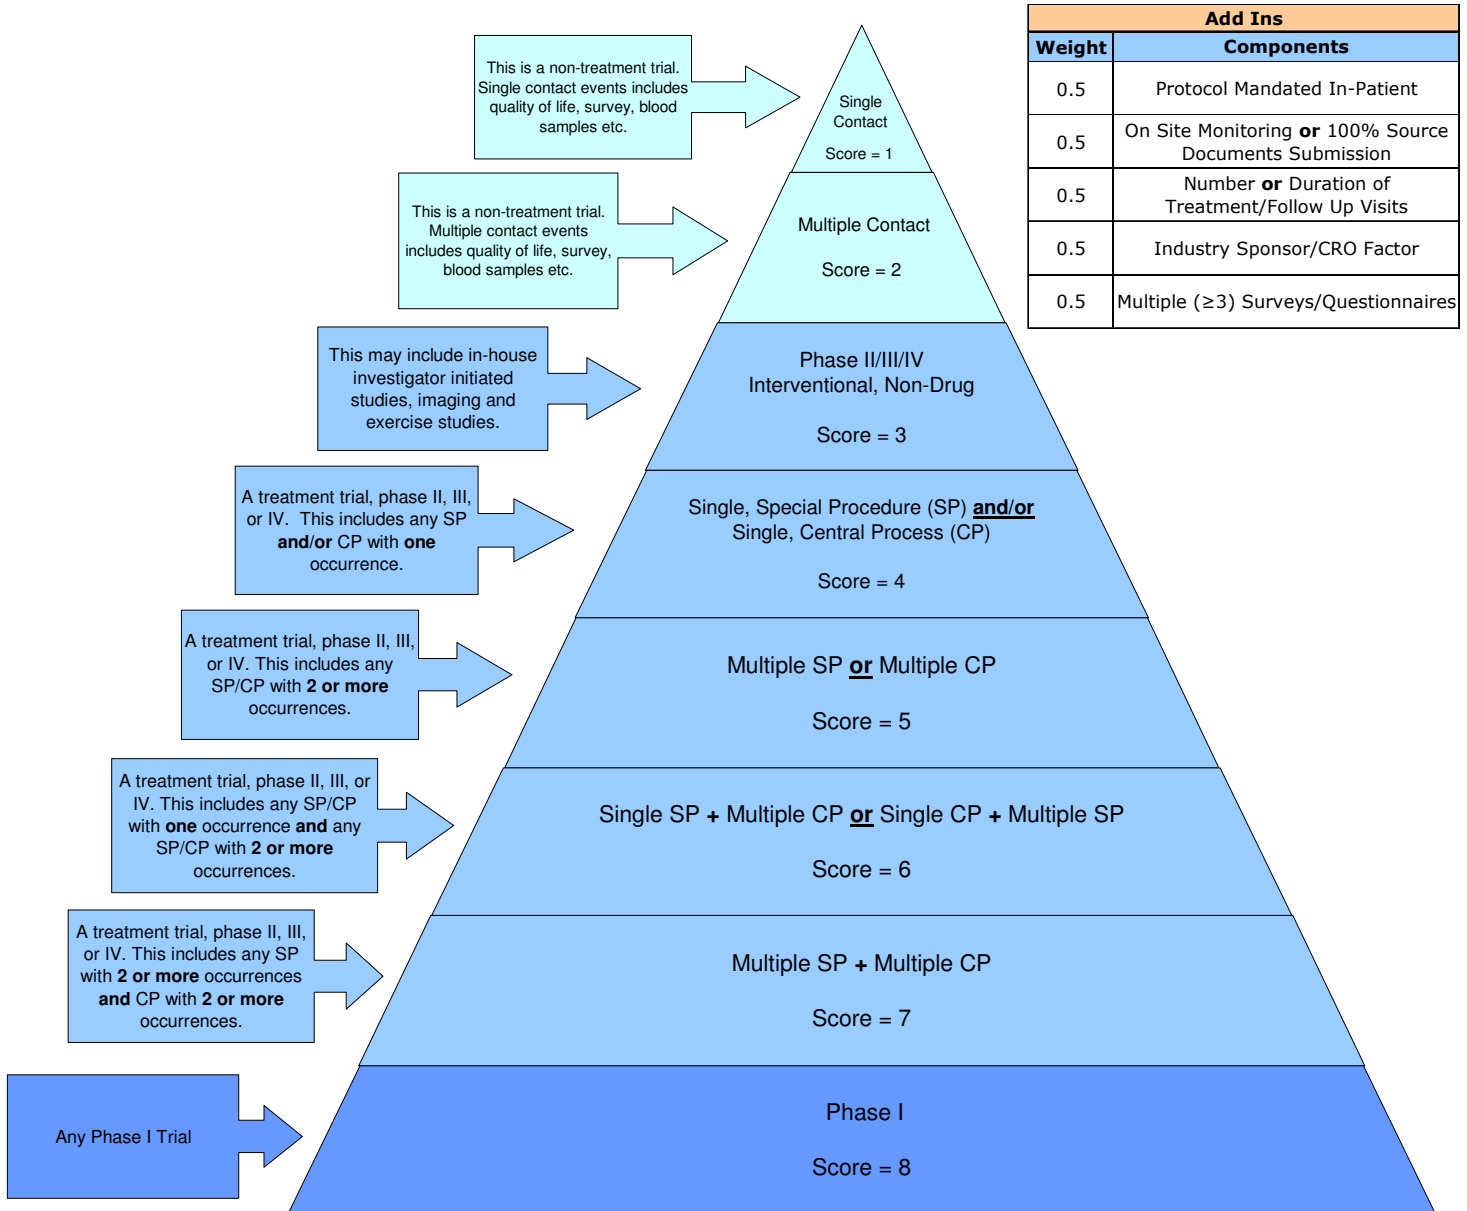 Add Ins
Weight Components
0.5 Protocol Mandated In-Patient
0.5 On Site Monitoring or 100% Source
Documents Submission
0.5 Number or Duration of
Treatment/Follow Up Visits
0.5 Industry Sponsor/CRO Factor
0.5 Multiple (≥3) Surveys/Questionnaires
This is a non-treatment trial.
Single contact events includes
quality of life, survey, blood
samples etc.
Single
Contact
Score = 1
This is a non-treatment trial.
Multiple contact events
includes quality of life, survey,
blood samples etc.
Multiple Contact
Score = 2
This may include in-house
investigator initiated
studies, imaging and
exercise studies.
Phase II/III/IV
Interventional, Non-Drug
Score = 3
A treatment trial, phase II, III,
or IV. This includes any SP
and/or CP with one
occurrence.
Single, Special Procedure (SP) and/or
Single, Central Process (CP)
Score = 4
A treatment trial, phase II, III,
or IV. This includes any
SP/CP with 2 or more
occurrences.
Multiple SP or Multiple CP
Score = 5
A treatment trial, phase II, III, or
IV. This includes any SP/CP
with one occurrence and any
SP/CP with 2 or more
occurrences.
Single SP + Multiple CP or Single CP + Multiple SP
Score = 6
A treatment trial, phase II, III,
or IV. This includes any SP
with 2 or more occurrences
and CP with 2 or more
occurrences.
Multiple SP + Multiple CP
Score = 7
Any Phase I Trial
Phase I
Score = 8